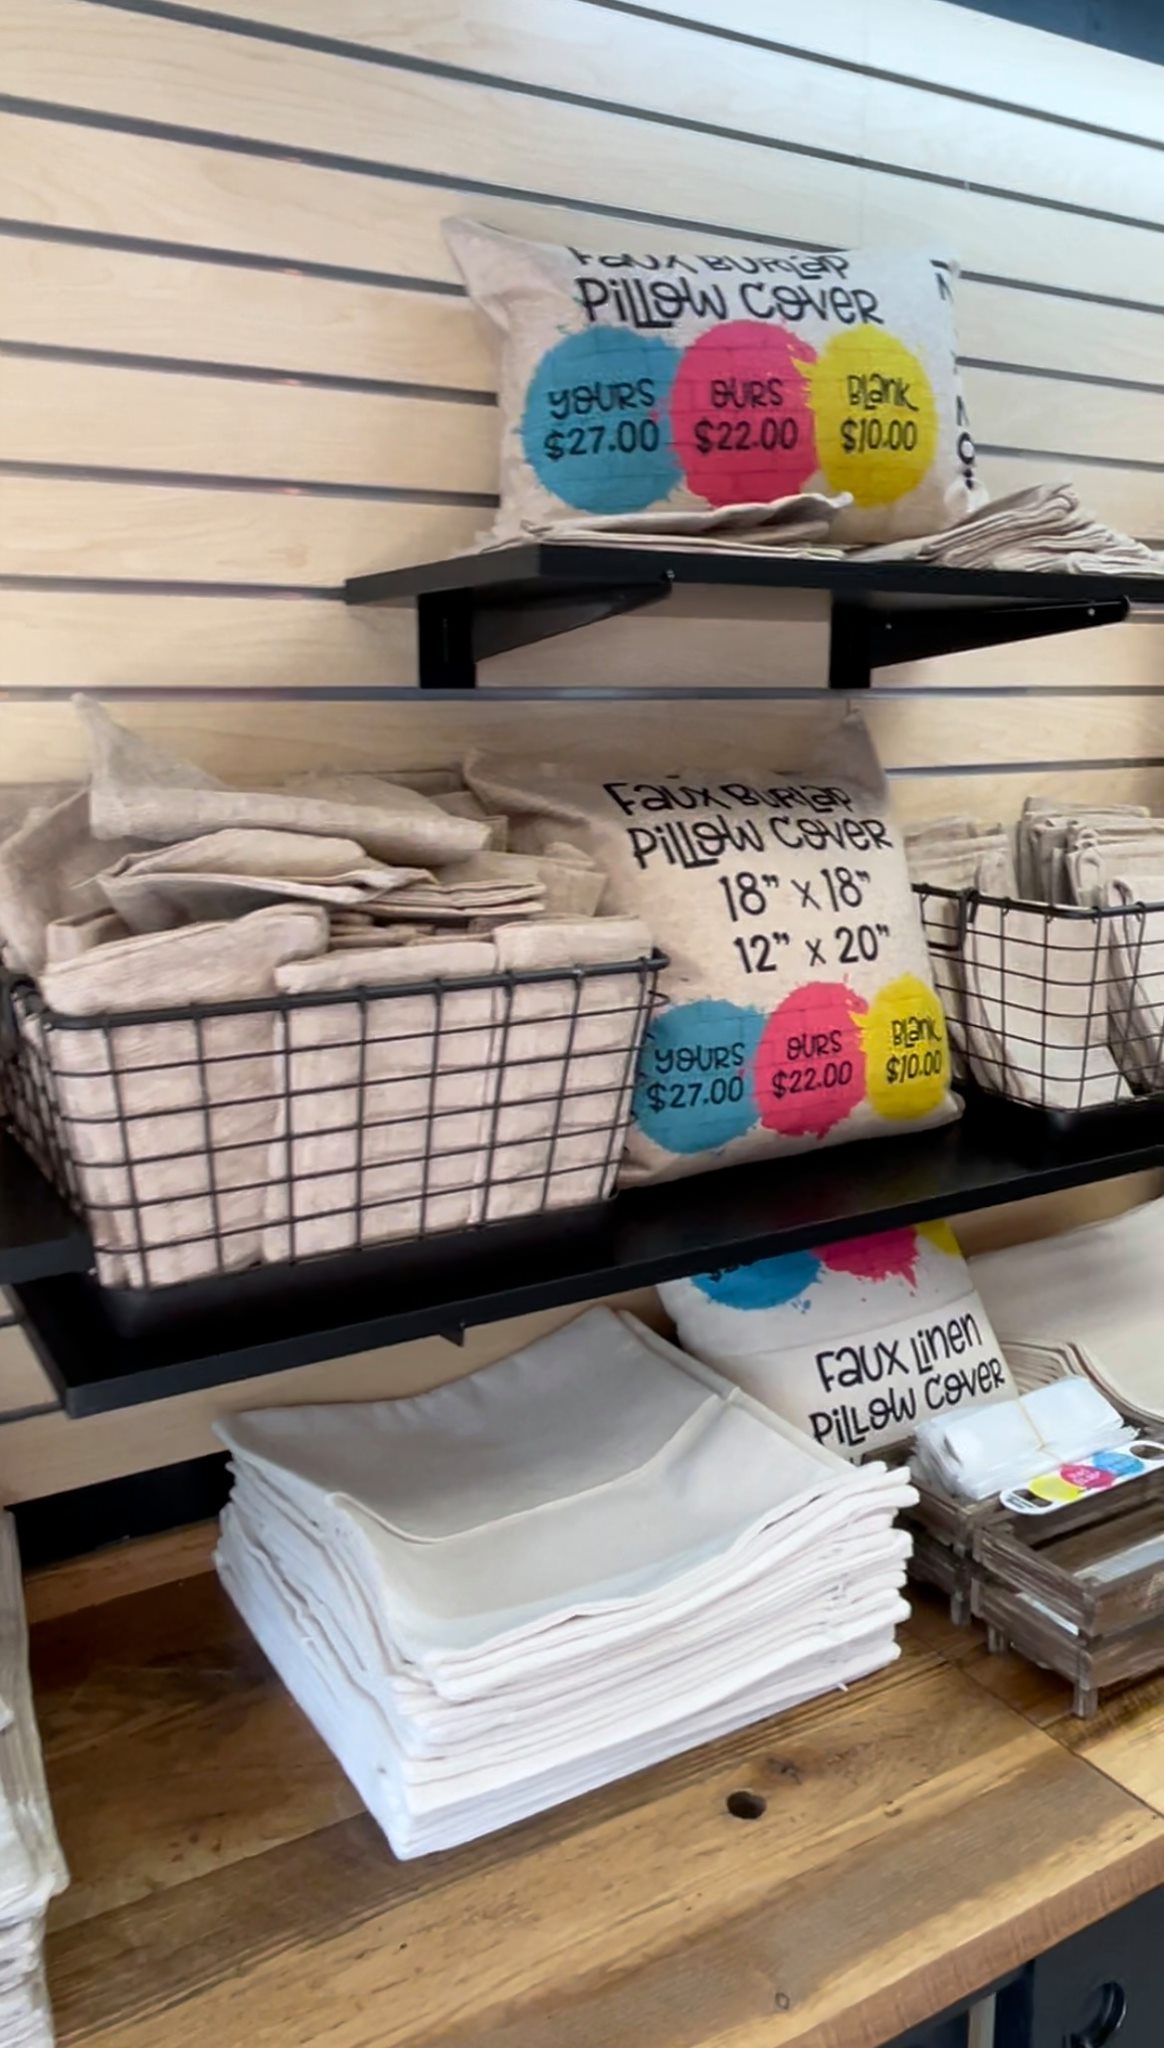 Faux Burlap
Pillow Cover
Yours
$27.00
Ours
$22.00
Blank
$10.00
Faux Burlap
Pillow Cover
18" x 18"
12" x 20"
Yours
$27.00
Ours
$22.00
Blank
$10.00
Faux Linen
Pillow Cover